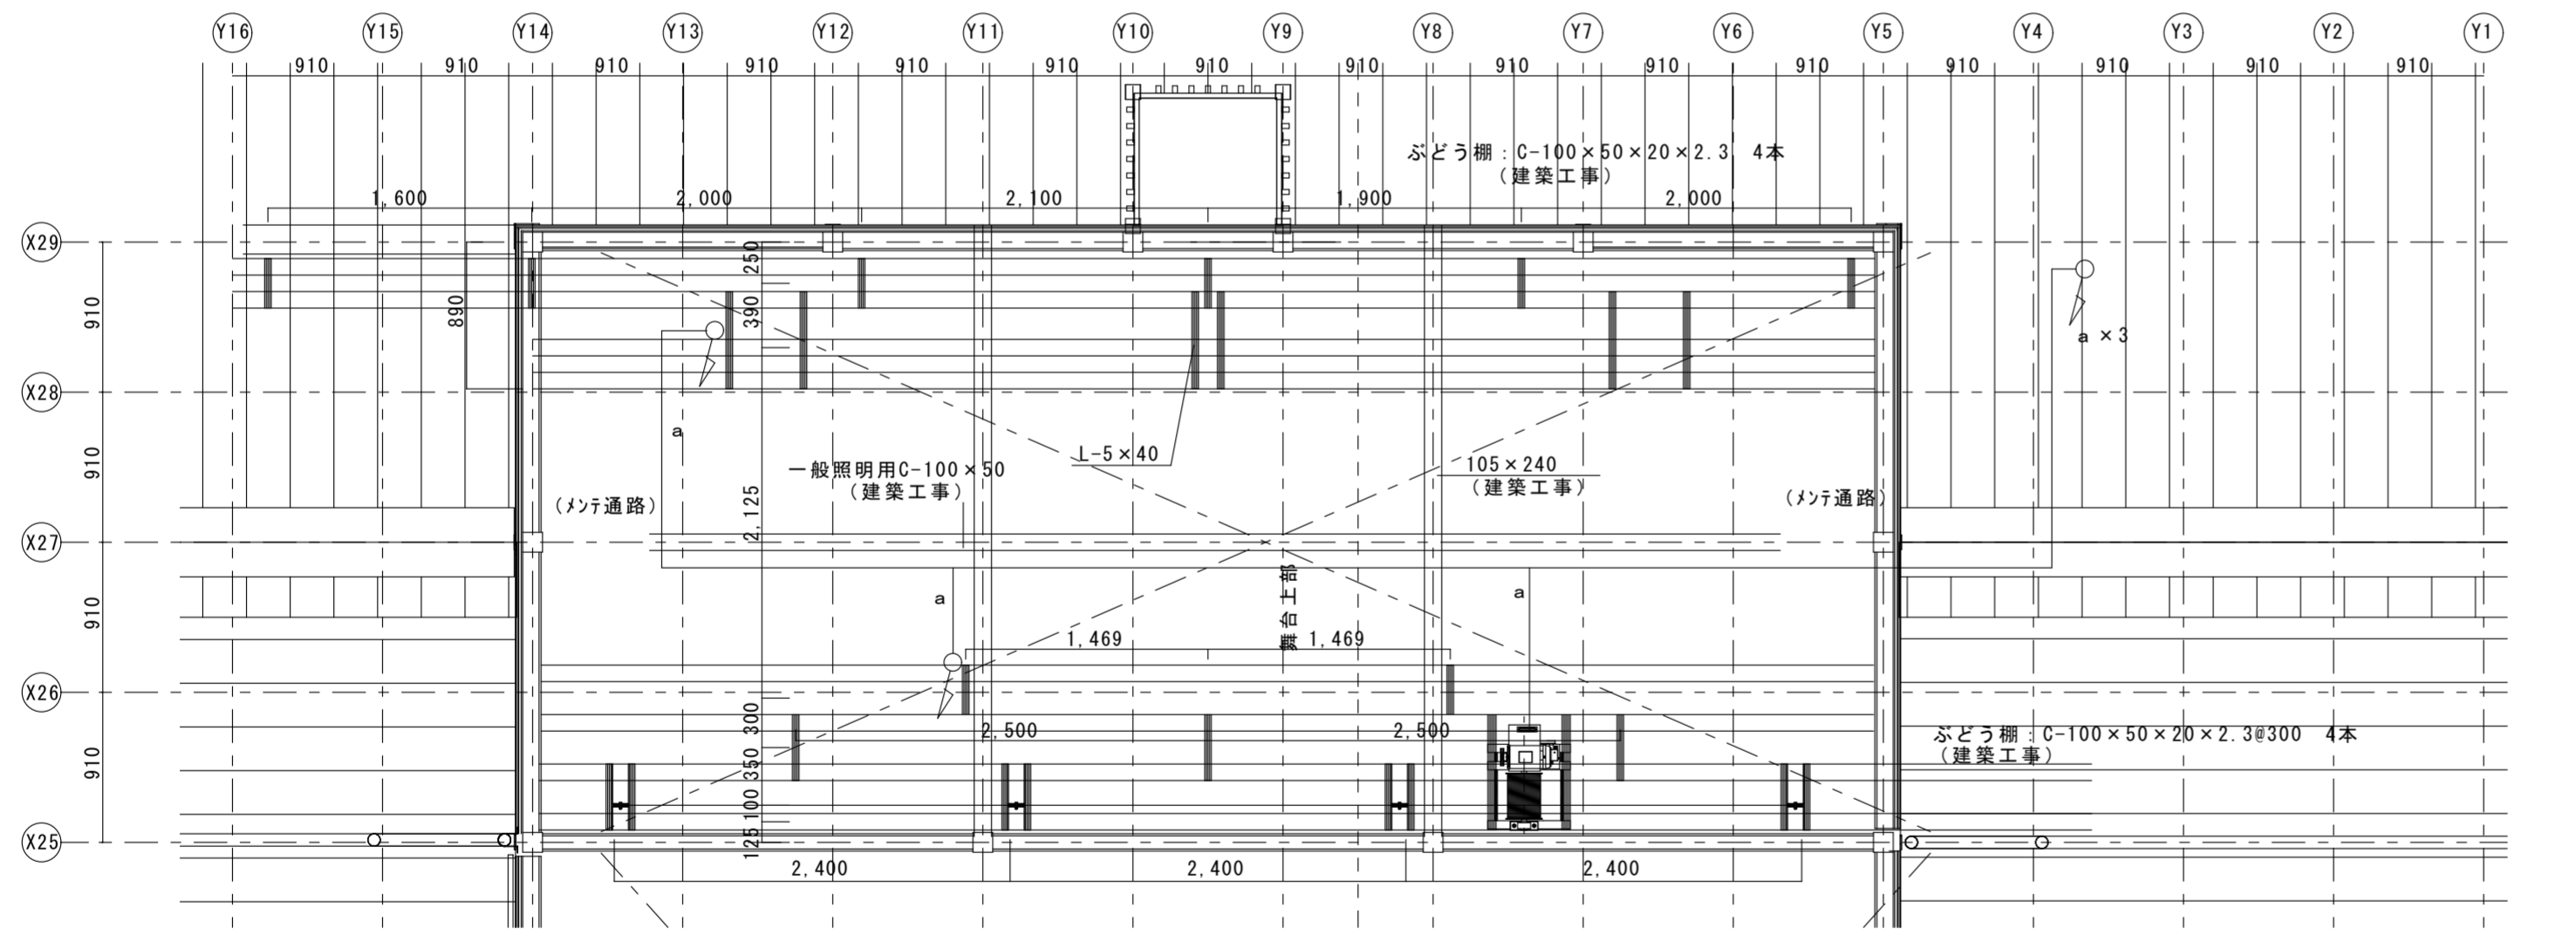 Y16 Y15 Y14 Y13 Y12 Y11 Y10 Y9 Y8 Y7 Y6 Y5 Y4 Y3 Y2 Y1
910 910 910 910 910 910 910 910 910 910 910 910 910 910 910
ぶどう棚：C-100×50×20×2.3 4本
（建築工事）
1,600 2,000 2,100 1,900 2,000
X29
250
910
890
390
a ×3
X28
a
910
L-5×40
105×240
（建築工事）
一般照明用C-100×50
（建築工事）
（ﾒﾝﾃ通路）
2,125
（ﾒﾝﾃ通路）
X27
舞台上部
a
a
910
1,469 1,469
X26
300
2,500 2,500
ぶどう棚：C-100×50×20×2.3@300 4本
（建築工事）
910
350
100
125
X25
2,400 2,400 2,400